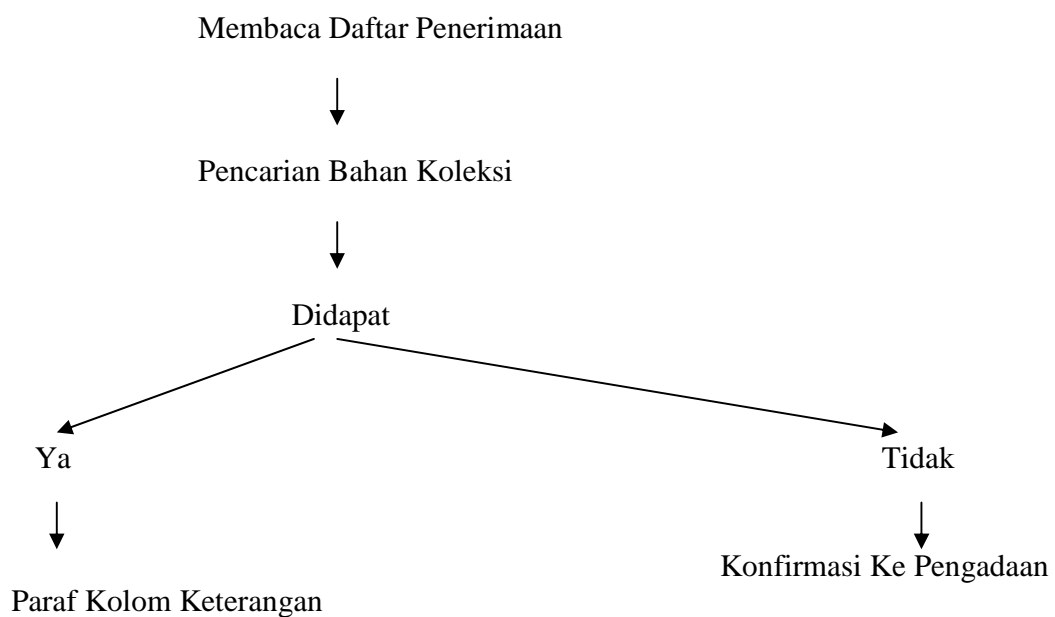 Membaca Daftar Penerimaan
Pencarian Bahan Koleksi
Didapat
Ya
Tidak
Konfirmasi Ke Pengadaan
Paraf Kolom Keterangan